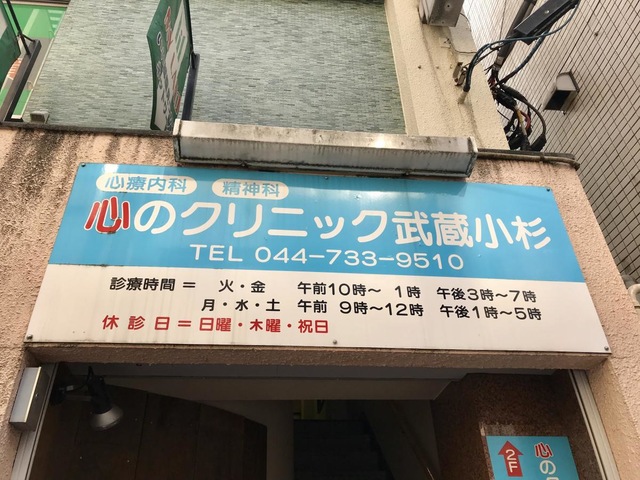 心療内科 精神科
心のクリニック武蔵小杉
TEL 044-733-9510
診療時間＝ 火・金 午前10時〜 1時 午後3時〜7時
月・水・土 午前 9時〜12時 午後1時〜5時
休診日＝日曜・木曜・祝日
2F
心の